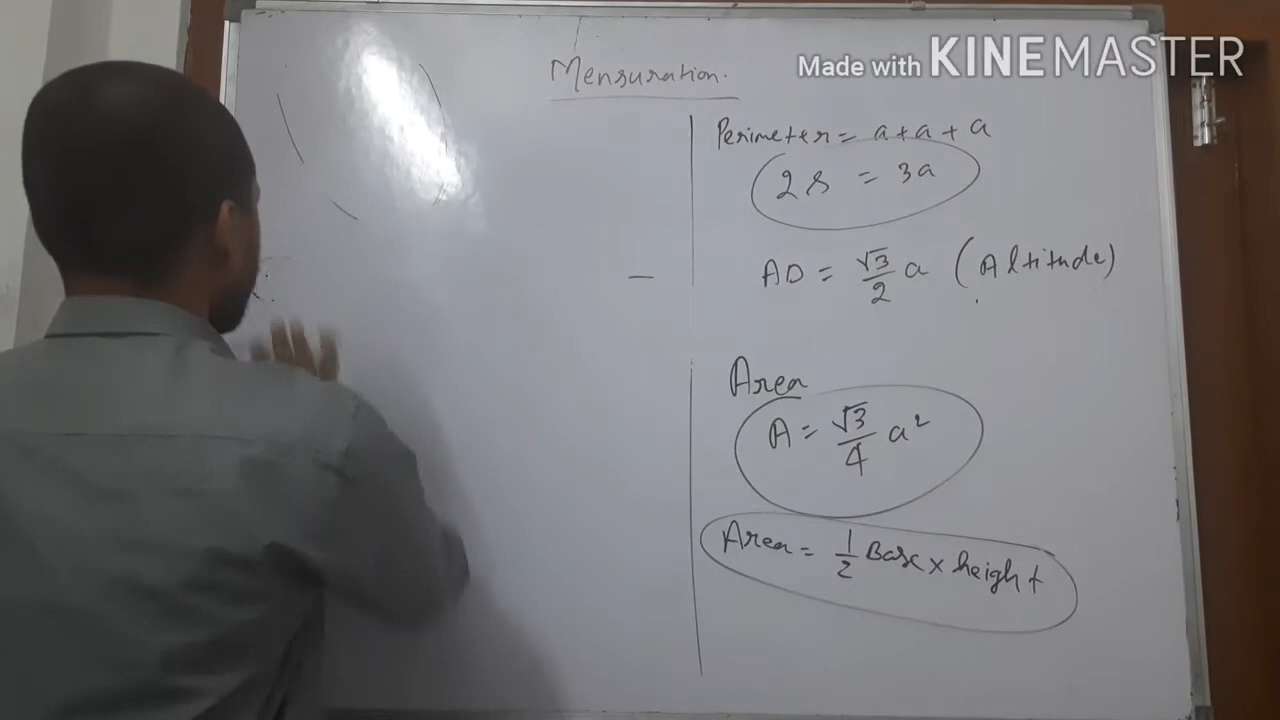 Made with KINEMASTER
Mensuration.
Perimeter = a + a + a
2s = 3a
AD = √3/2 a (Altitude)
Area
A = √3/4 a²
Area = 1/2 Base × height